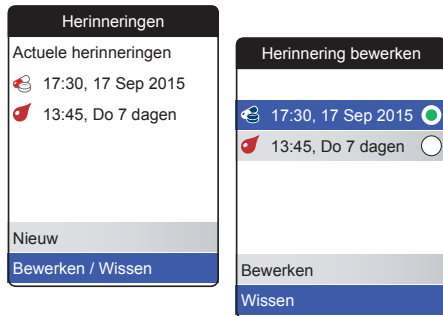 Herinneringen
Actuele herinneringen
17:30, 17 Sep 2015
13:45, Do 7 dagen
Nieuw
Bewerken / Wissen
Herinnering bewerken
17:30, 17 Sep 2015
13:45, Do 7 dagen
Bewerken
Wissen